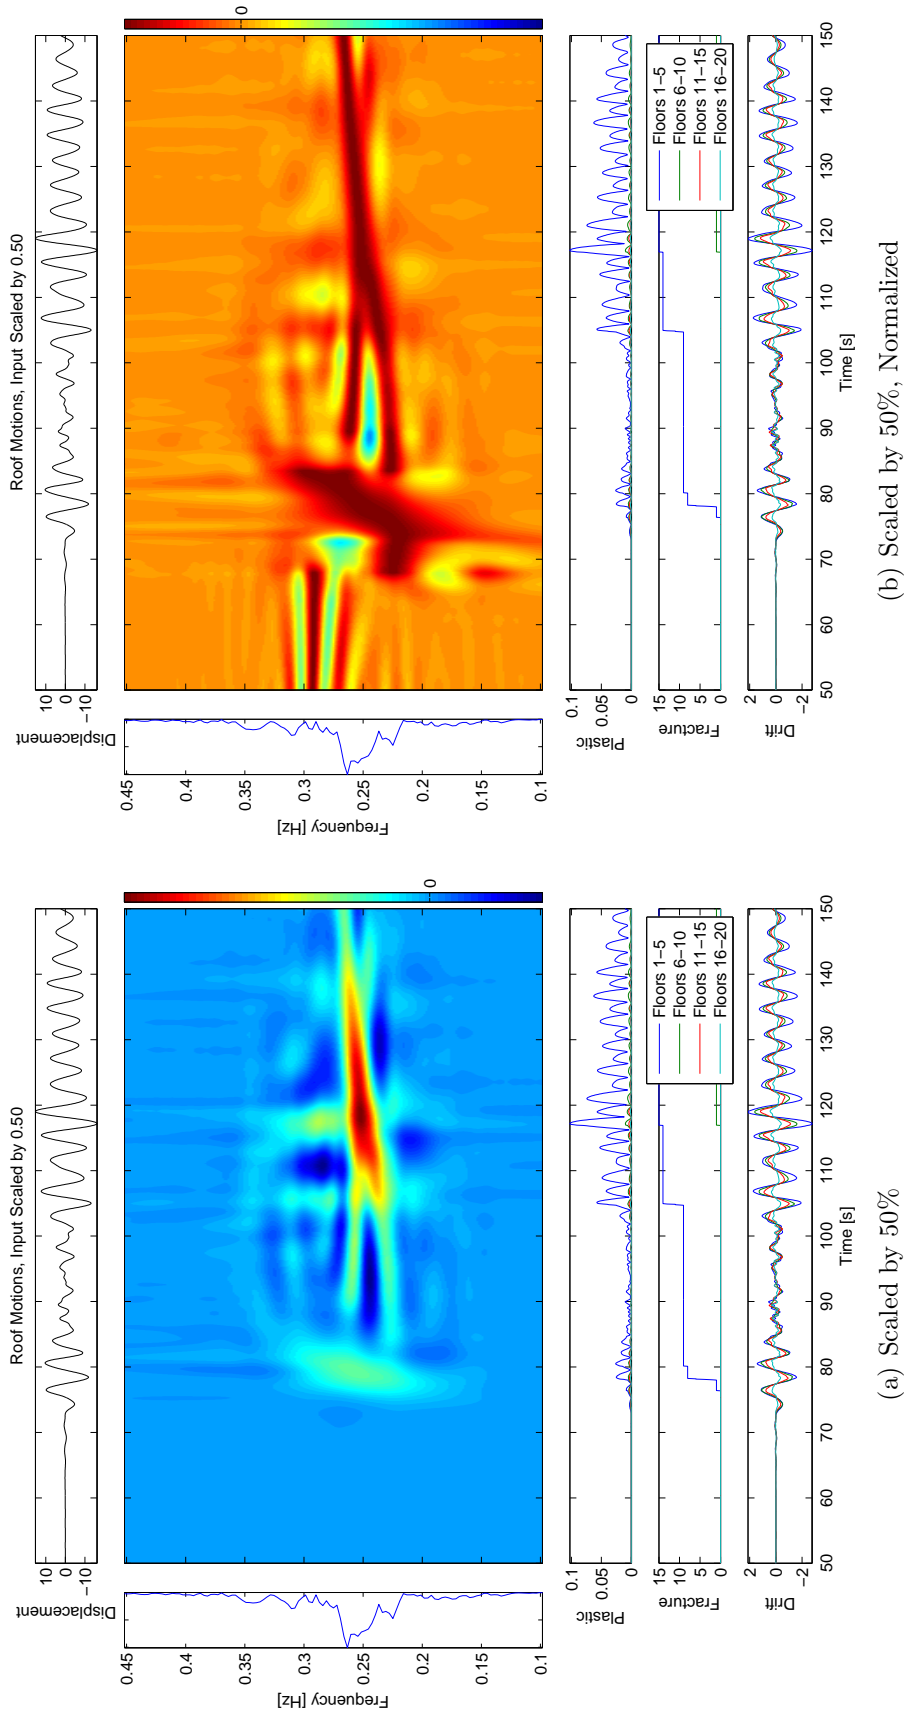 Roof Motions, Input Scaled by 0.50
Displacement
10
0
−10
Frequency [Hz]
0.45
0.4
0.35
0.3
0.25
0.2
0.15
0.1
0
Plastic
0.1
0.05
0
Fracture
15
10
5
0
Floors 1−5
Floors 6−10
Floors 11−15
Floors 16−20
Drift
2
0
−2
50 60 70 80 90 100 110 120 130 140 150
Time [s]
(a) Scaled by 50%
Roof Motions, Input Scaled by 0.50
Displacement
10
0
−10
Frequency [Hz]
0.45
0.4
0.35
0.3
0.25
0.2
0.15
0.1
0
Plastic
0.1
0.05
0
Fracture
15
10
5
0
Floors 1−5
Floors 6−10
Floors 11−15
Floors 16−20
Drift
2
0
−2
50 60 70 80 90 100 110 120 130 140 150
Time [s]
(b) Scaled by 50%, Normalized